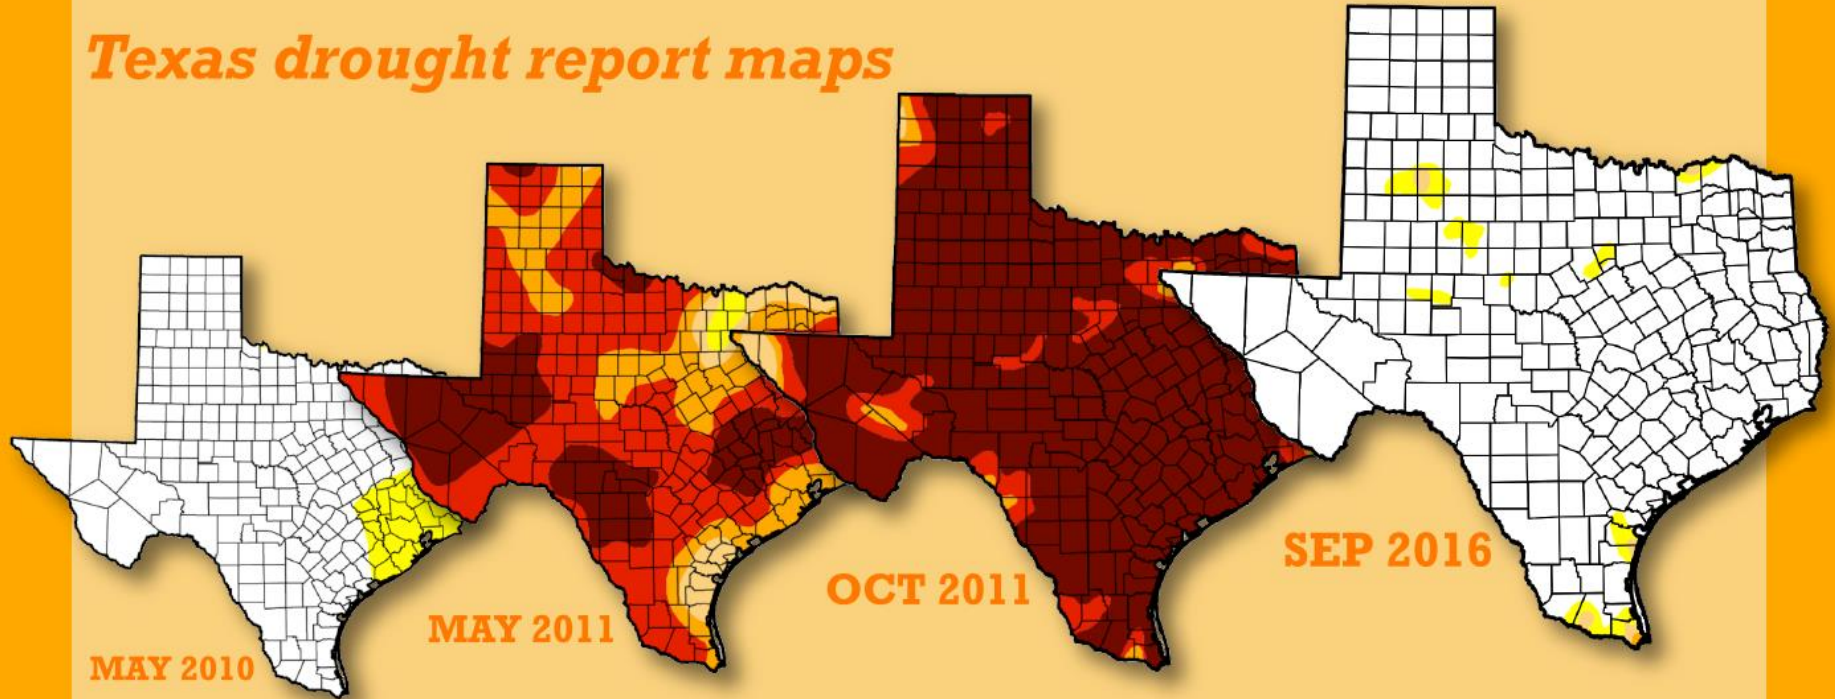 Texas drought report maps
MAY 2010
MAY 2011
OCT 2011
SEP 2016